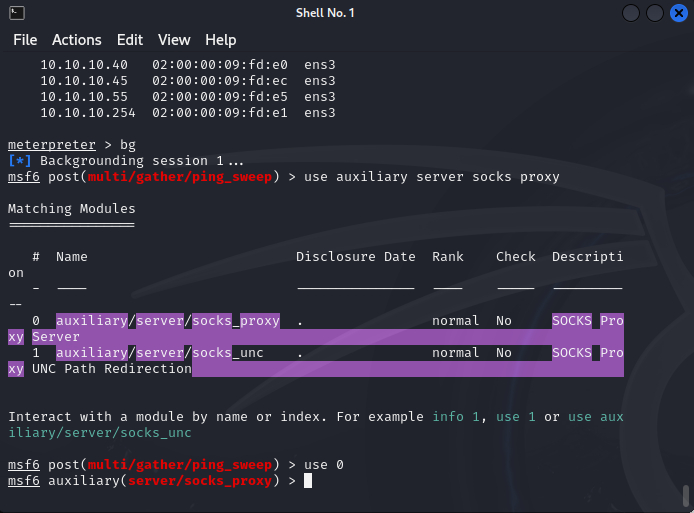 Shell No. 1
File Actions Edit View Help
10.10.10.40 02:00:00:09:fd:e0 ens3
10.10.10.45 02:00:00:09:fd:ec ens3
10.10.10.55 02:00:00:09:fd:e5 ens3
10.10.10.254 02:00:00:09:fd:e1 ens3
meterpreter > bg
[*] Backgrounding session 1...
msf6 post(multi/gather/ping_sweep) > use auxiliary server socks proxy
Matching Modules
================
# Name Disclosure Date Rank Check Descripti
on
- ---- --------------- ---- ----- ---------
--
0 auxiliary/server/socks_proxy . normal No SOCKS Pro
xy Server
1 auxiliary/server/socks_unc . normal No SOCKS Pro
xy UNC Path Redirection
Interact with a module by name or index. For example info 1, use 1 or use aux
iliary/server/socks_unc
msf6 post(multi/gather/ping_sweep) > use 0
msf6 auxiliary(server/socks_proxy) >